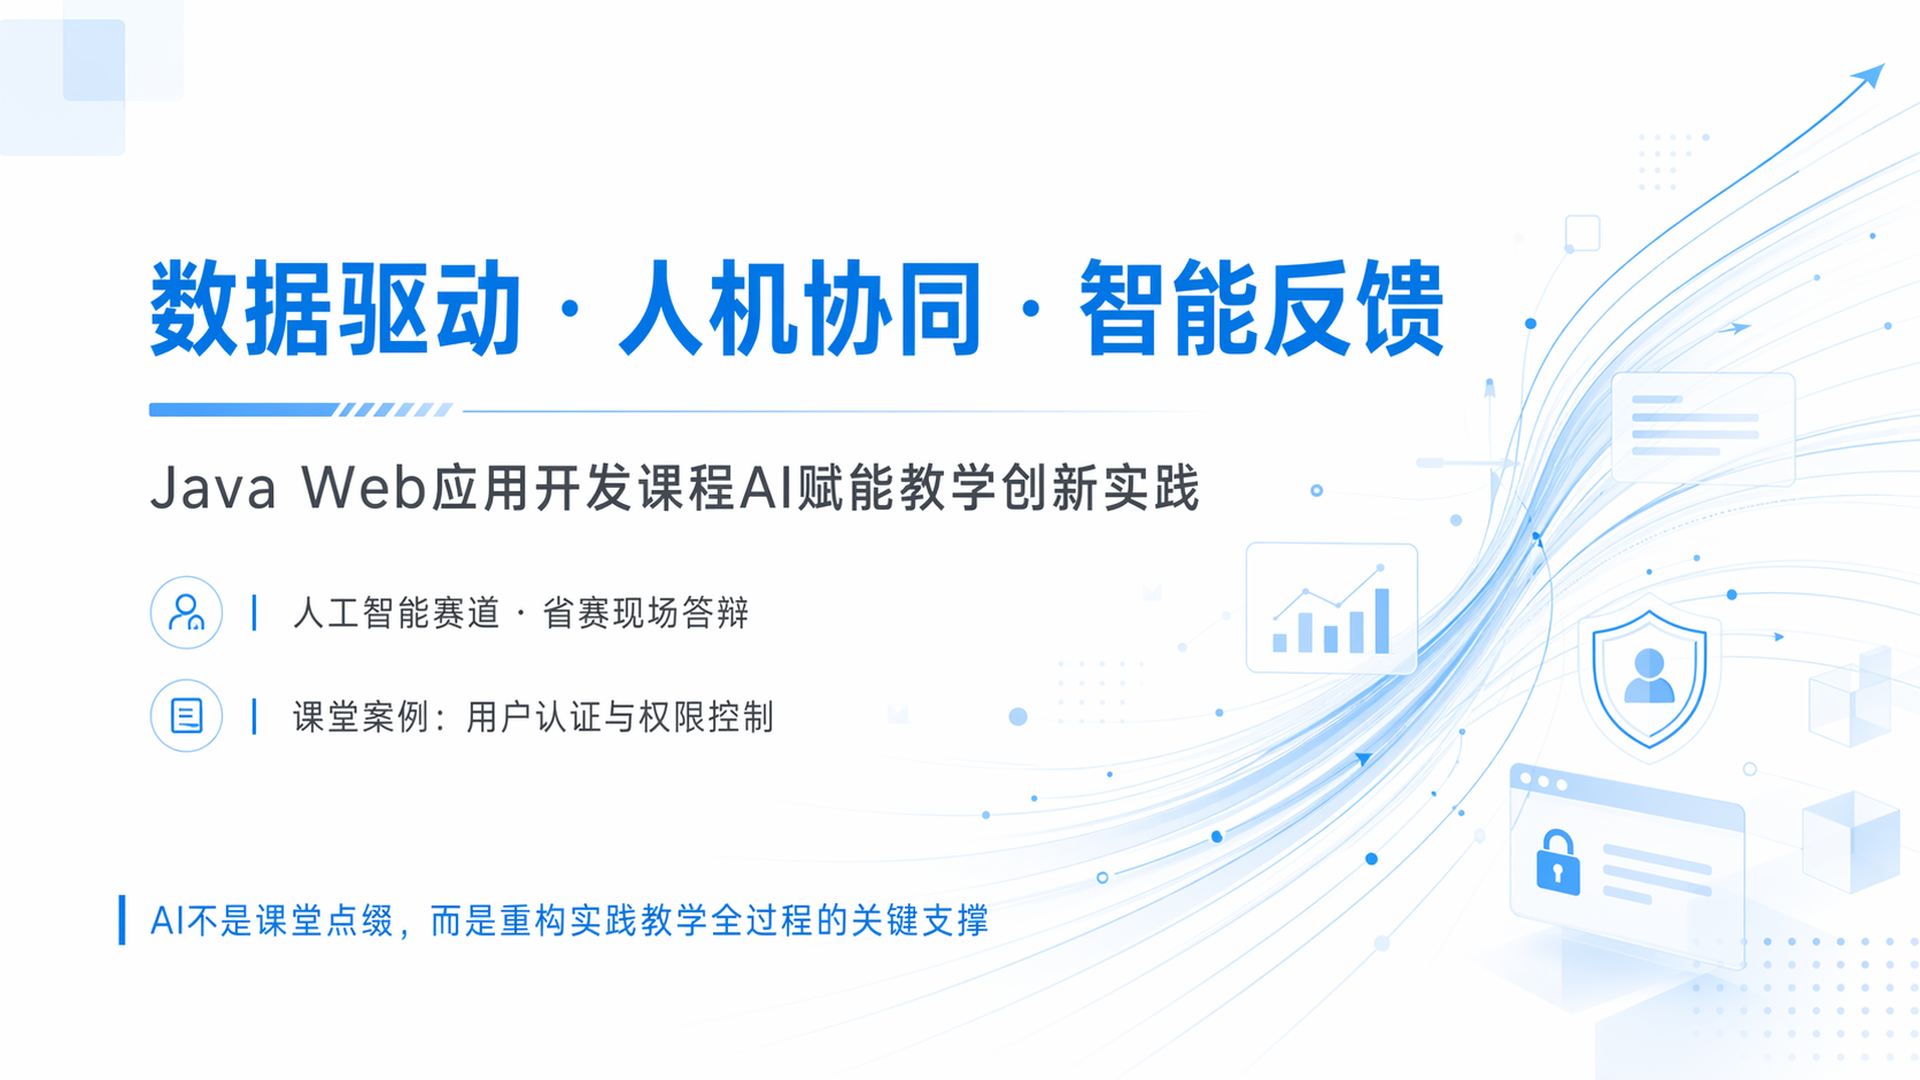 数据驱动 · 人机协同 · 智能反馈
Java Web应用开发课程AI赋能教学创新实践
人工智能赛道 · 省赛现场答辩
课堂案例：用户认证与权限控制
AI不是课堂点缀，而是重构实践教学全过程的关键支撑